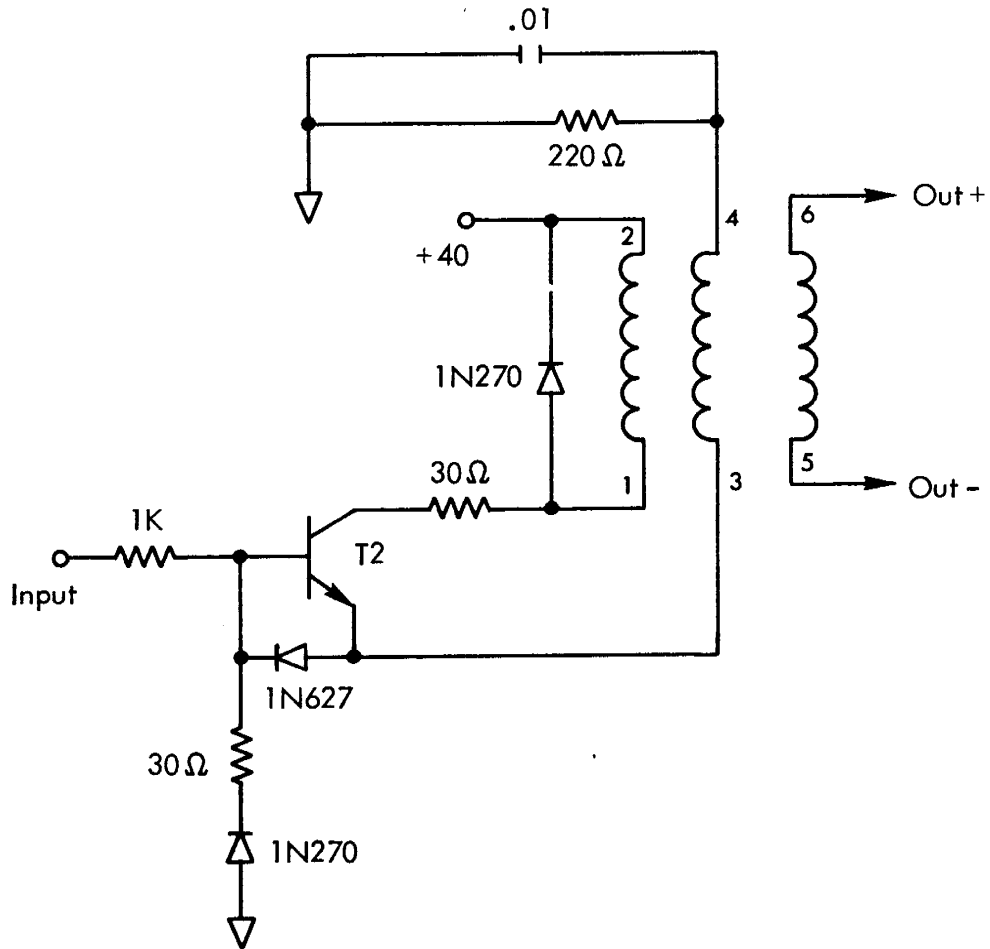 .01
220 Ω
2
4
6
Out +
+40
1N270
30 Ω
1
3
5
Out -
1K
T2
Input
1N627
30 Ω
1N270